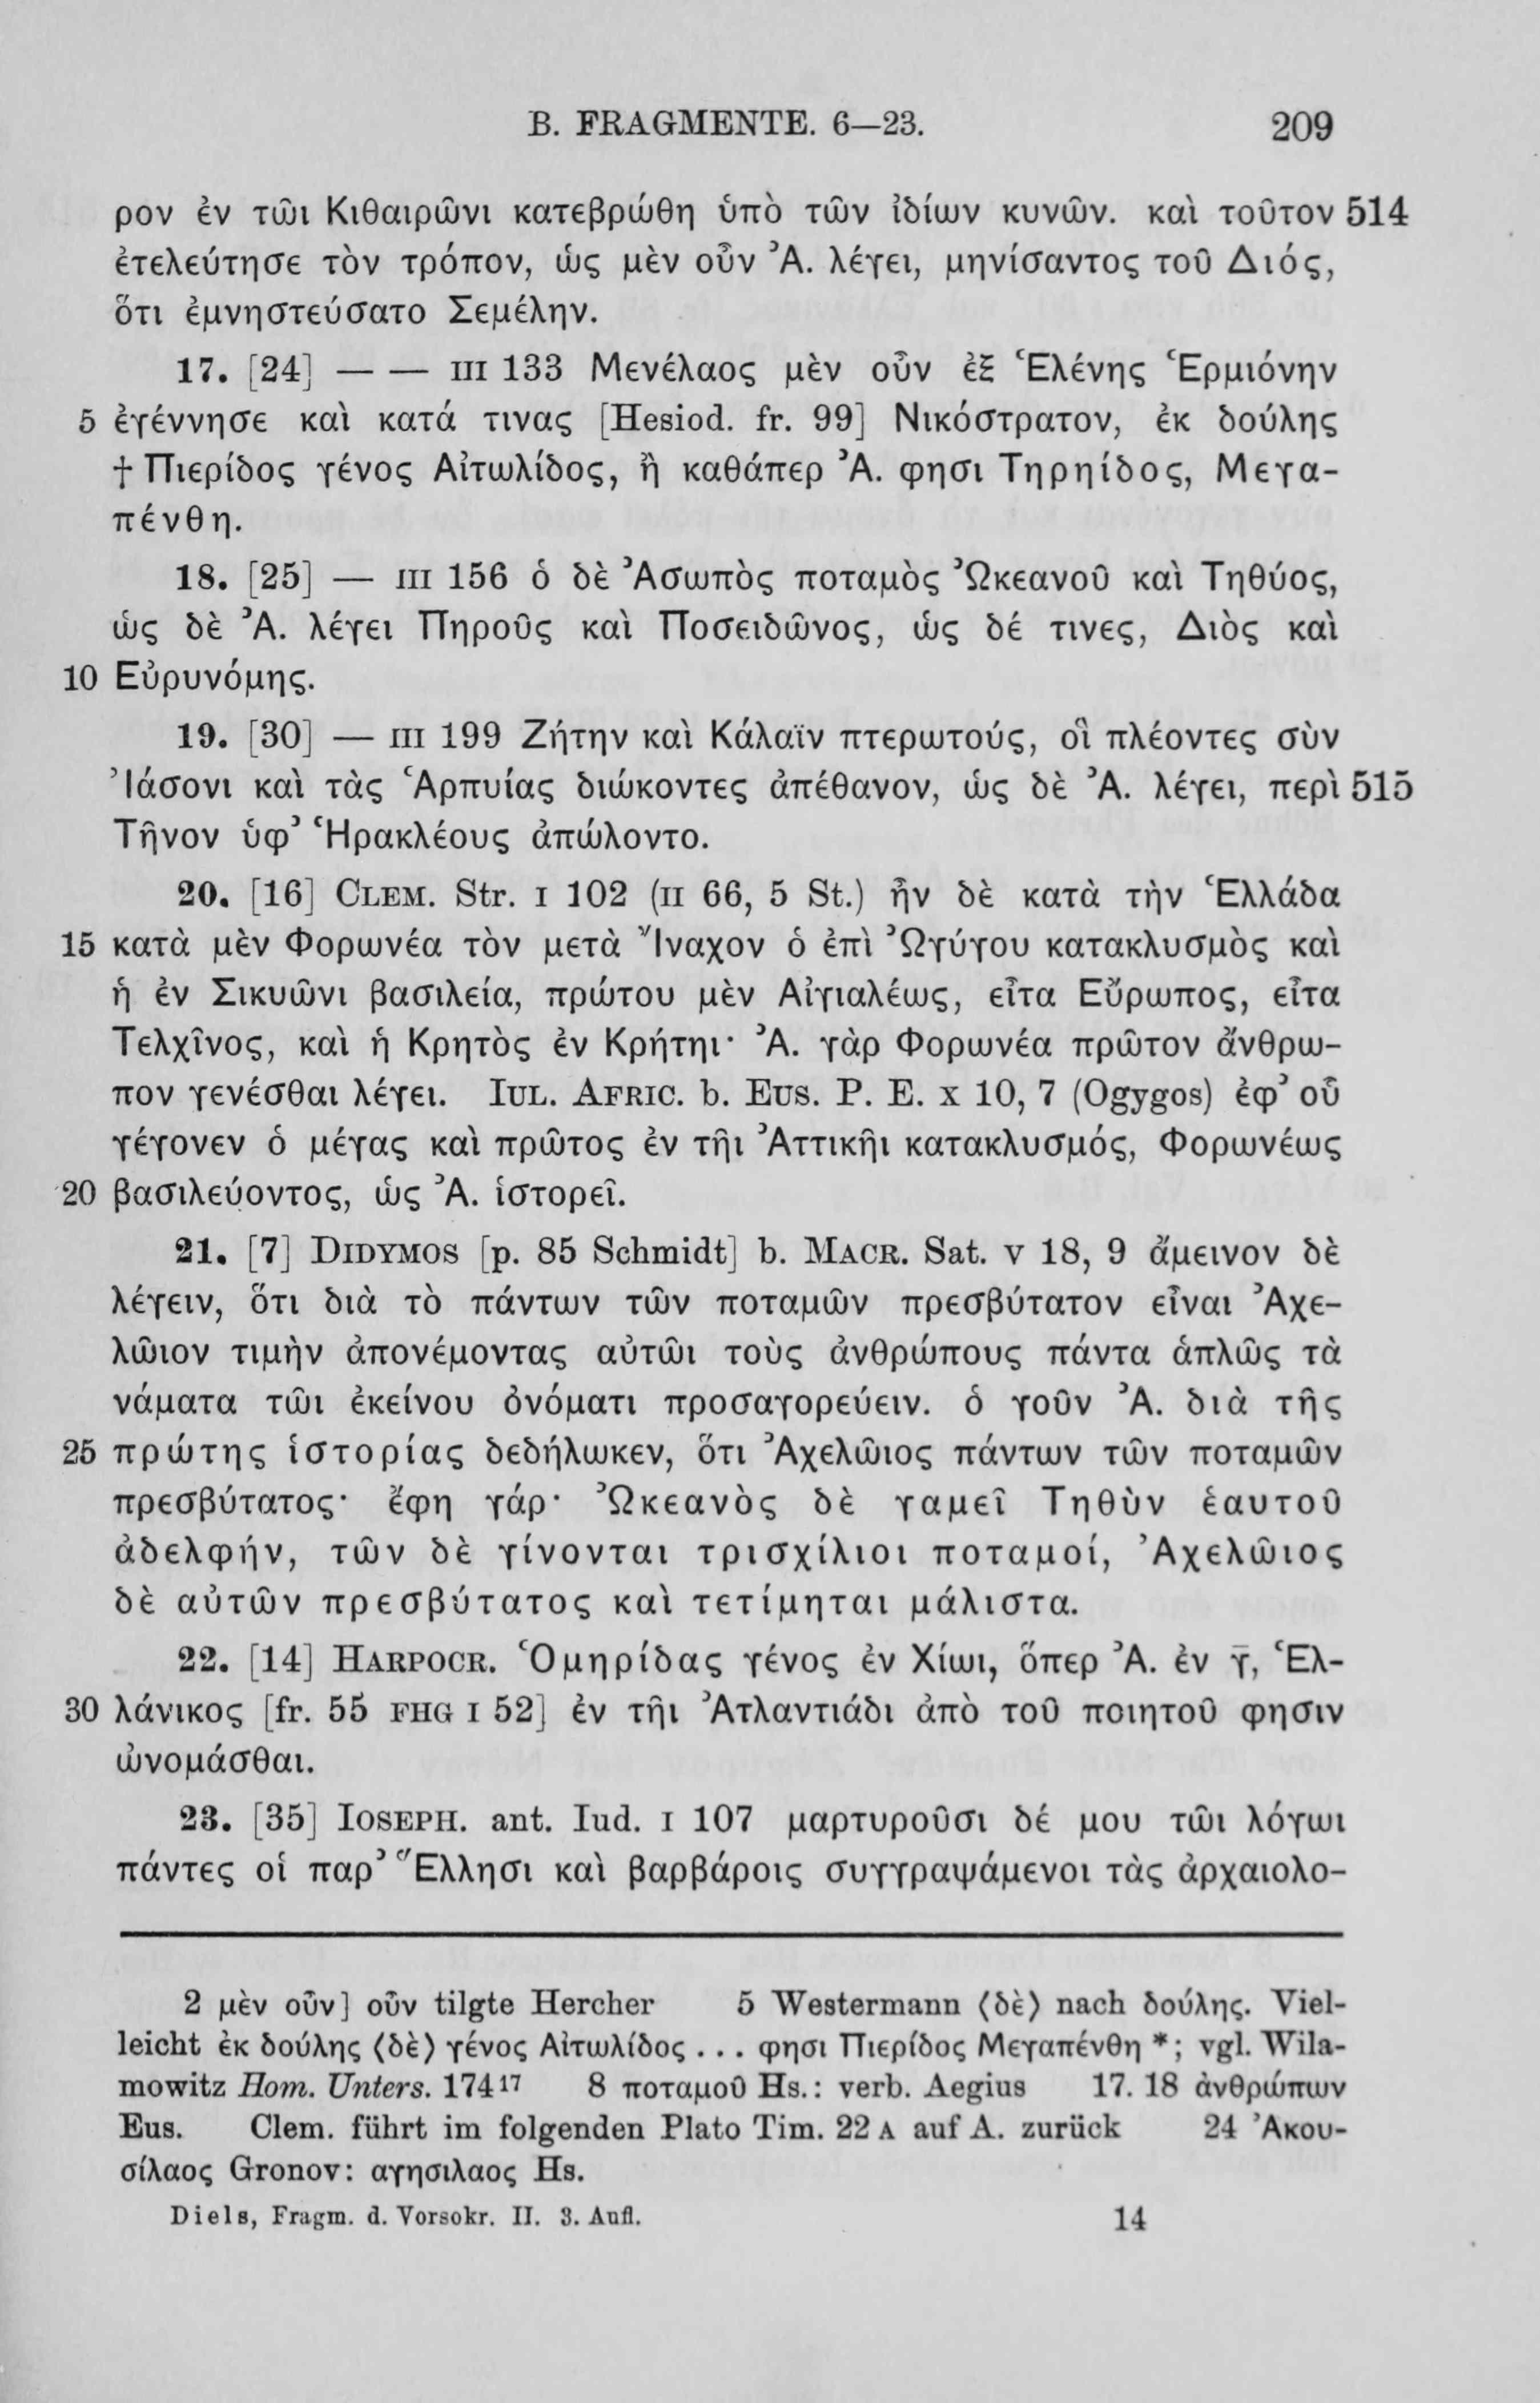 B. FRAGMENTE. 6—23. 209
ρον ἐν τῶι Κιθαιρῶνι κατεβρώθη ὑπὸ τῶν ἰδίων κυνῶν. καὶ τοῦτον 514
ἐτελεύτησε τὸν τρόπον, ὡς μὲν οὖν Ἀ. λέγει, μηνίσαντος τοῦ Διός,
ὅτι ἐμνηστεύσατο Σεμέλην.
17. [24] — — III 133 Μενέλαος μὲν οὖν ἐξ Ἑλένης Ἑρμιόνην
5 ἐγέννησε καὶ κατά τινας [Hesiod. fr. 99] Νικόστρατον, ἐκ δούλης
† Πιερίδος γένος Αἰτωλίδος, ἢ καθάπερ Ἀ. φησι Τηρηίδος, Μεγα-
πένθη.
18. [25] — III 156 ὁ δὲ Ἀσωπὸς ποταμὸς Ὠκεανοῦ καὶ Τηθύος,
ὡς δὲ Ἀ. λέγει Πηροῦς καὶ Ποσειδῶνος, ὡς δέ τινες, Διὸς καὶ
10 Εὐρυνόμης.
19. [30] — III 199 Ζήτην καὶ Κάλαϊν πτερωτούς, οἳ πλέοντες σὺν
Ἰάσονι καὶ τὰς Ἁρπυίας διώκοντες ἀπέθανον, ὡς δὲ Ἀ. λέγει, περὶ 515
Τῆνον ὑφ’ Ἡρακλέους ἀπώλοντο.
20. [16] CLEM. Str. I 102 (II 66, 5 St.) ἦν δὲ κατὰ τὴν Ἑλλάδα
15 κατὰ μὲν Φορωνέα τὸν μετὰ Ἴναχον ὁ ἐπὶ Ὠγύγου κατακλυσμὸς καὶ
ἡ ἐν Σικυῶνι βασιλεία, πρώτου μὲν Αἰγιαλέως, εἶτα Εὔρωπος, εἶτα
Τελχῖνος, καὶ ἡ Κρητὸς ἐν Κρήτηι· Ἀ. γὰρ Φορωνέα πρῶτον ἄνθρω-
πον γενέσθαι λέγει. IUL. AFRIC. b. EUS. P. E. X 10, 7 (Ogygos) ἐφ’ οὗ
γέγονεν ὁ μέγας καὶ πρῶτος ἐν τῆι Ἀττικῆι κατακλυσμός, Φορωνέως
20 βασιλεύοντος, ὡς Ἀ. ἱστορεῖ.
21. [7] DIDYMOS [p. 85 Schmidt] b. MACR. Sat. V 18, 9 ἄμεινον δὲ
λέγειν, ὅτι διὰ τὸ πάντων τῶν ποταμῶν πρεσβύτατον εἶναι Ἀχε-
λῶιον τιμὴν ἀπονέμοντας αὐτῶι τοὺς ἀνθρώπους πάντα ἁπλῶς τὰ
νάματα τῶι ἐκείνου ὀνόματι προσαγορεύειν. ὁ γοῦν Ἀ. διὰ τῆς
25 πρώτης ἱστορίας δεδήλωκεν, ὅτι Ἀχελῶιος πάντων τῶν ποταμῶν
πρεσβύτατος· ἔφη γάρ· Ὠκεανὸς δὲ γαμεῖ Τηθὺν ἑαυτοῦ
ἀδελφήν, τῶν δὲ γίνονται τρισχίλιοι ποταμοί, Ἀχελῶιος
δὲ αὐτῶν πρεσβύτατος καὶ τετίμηται μάλιστα.
22. [14] HARPOCR. Ὁμηρίδας γένος ἐν Χίωι, ὅπερ Ἀ. ἐν γ̄, Ἑλ-
30 λάνικος [fr. 55 FHG I 52] ἐν τῆι Ἀτλαντιάδι ἀπὸ τοῦ ποιητοῦ φησιν
ὠνομάσθαι.
23. [35] IOSEPH. ant. Iud. I 107 μαρτυροῦσι δέ μου τῶι λόγωι
πάντες οἱ παρ’ Ἕλλησι καὶ βαρβάροις συγγραψάμενοι τὰς ἀρχαιολο-
2 μὲν οὖν] οὖν tilgte Hercher 5 Westermann ⟨δὲ⟩ nach δούλης. Viel-
leicht ἐκ δούλης ⟨δὲ⟩ γένος Αἰτωλίδος ... φησι Πιερίδος Μεγαπένθη *; vgl. Wila-
mowitz Hom. Unters. 174¹⁷ 8 ποταμοῦ Hs.: verb. Aegius 17. 18 ἀνθρώπων
Eus. Clem. führt im folgenden Plato Tim. 22 A auf A. zurück 24 Ἀκου-
σίλαος Gronov: αγησιλαος Hs.
Diels, Fragm. d. Vorsokr. II. 3. Aufl. 14